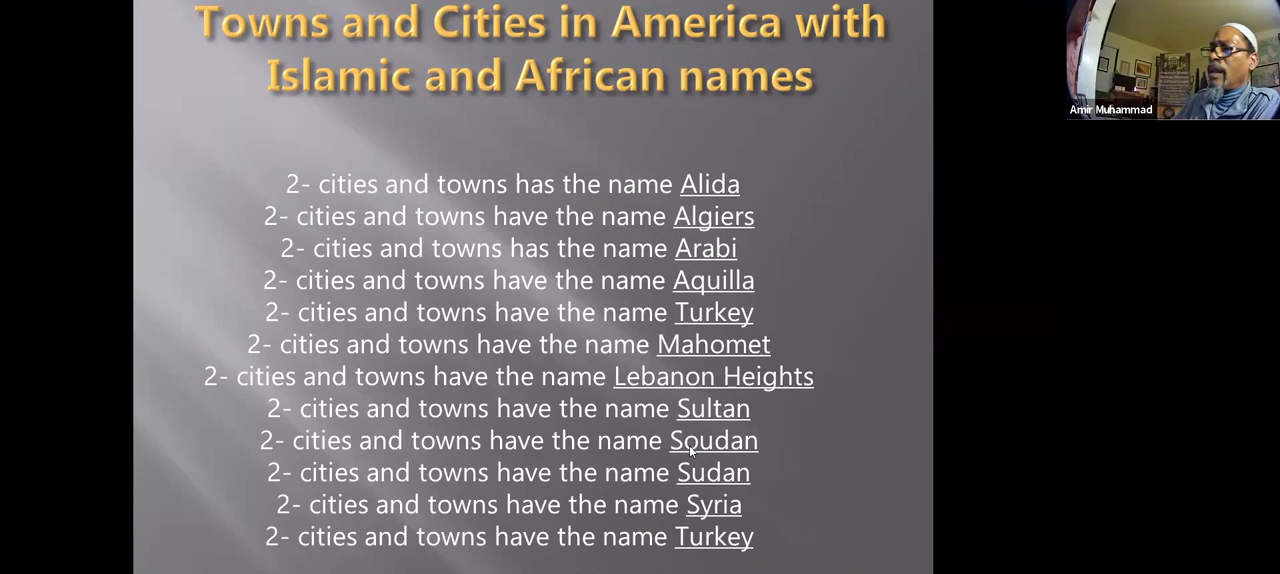 Towns and Cities in America with
Islamic and African names
2- cities and towns has the name Alida
2- cities and towns have the name Algiers
2- cities and towns has the name Arabi
2- cities and towns have the name Aquilla
2- cities and towns have the name Turkey
2- cities and towns have the name Mahomet
2- cities and towns have the name Lebanon Heights
2- cities and towns have the name Sultan
2- cities and towns have the name Soudan
2- cities and towns have the name Sudan
2- cities and towns have the name Syria
2- cities and towns have the name Turkey
Amir Muhammad